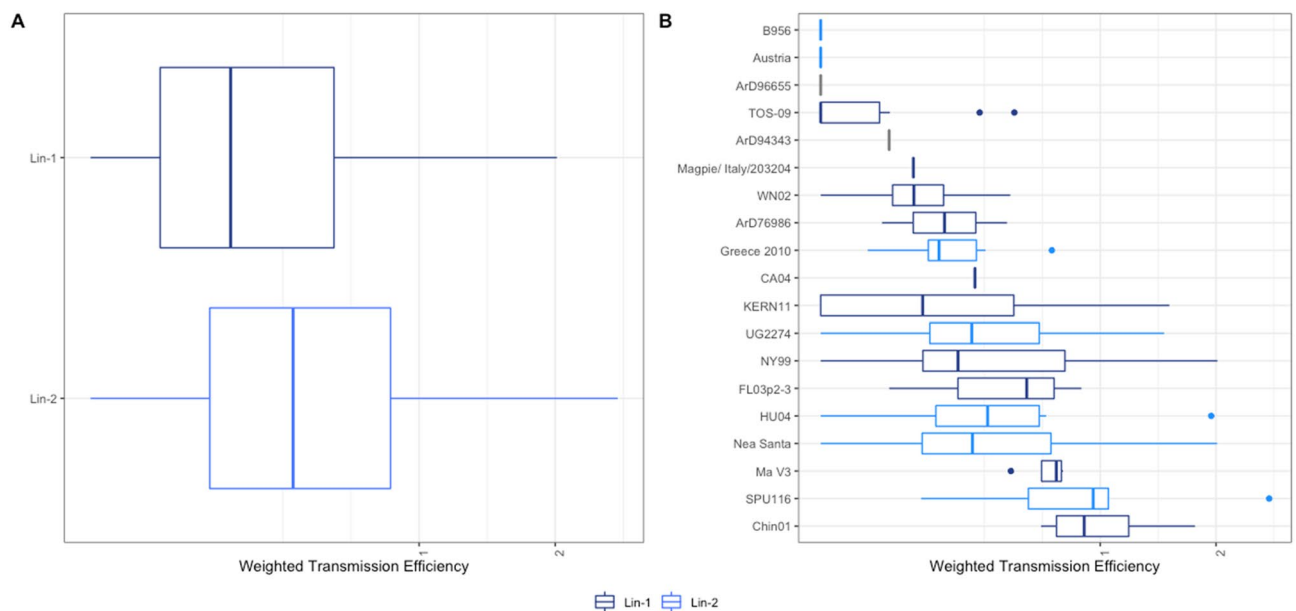 A
Lin-1
Lin-2
1
2
Weighted Transmission Efficiency
B
B956
Austria
ArD96655
TOS-09
ArD94343
Magpie/ Italy/203204
WN02
ArD76986
Greece 2010
CA04
KERN11
UG2274
NY99
FL03p2-3
HU04
Nea Santa
Ma V3
SPU116
Chin01
1
2
Weighted Transmission Efficiency
Lin-1 Lin-2